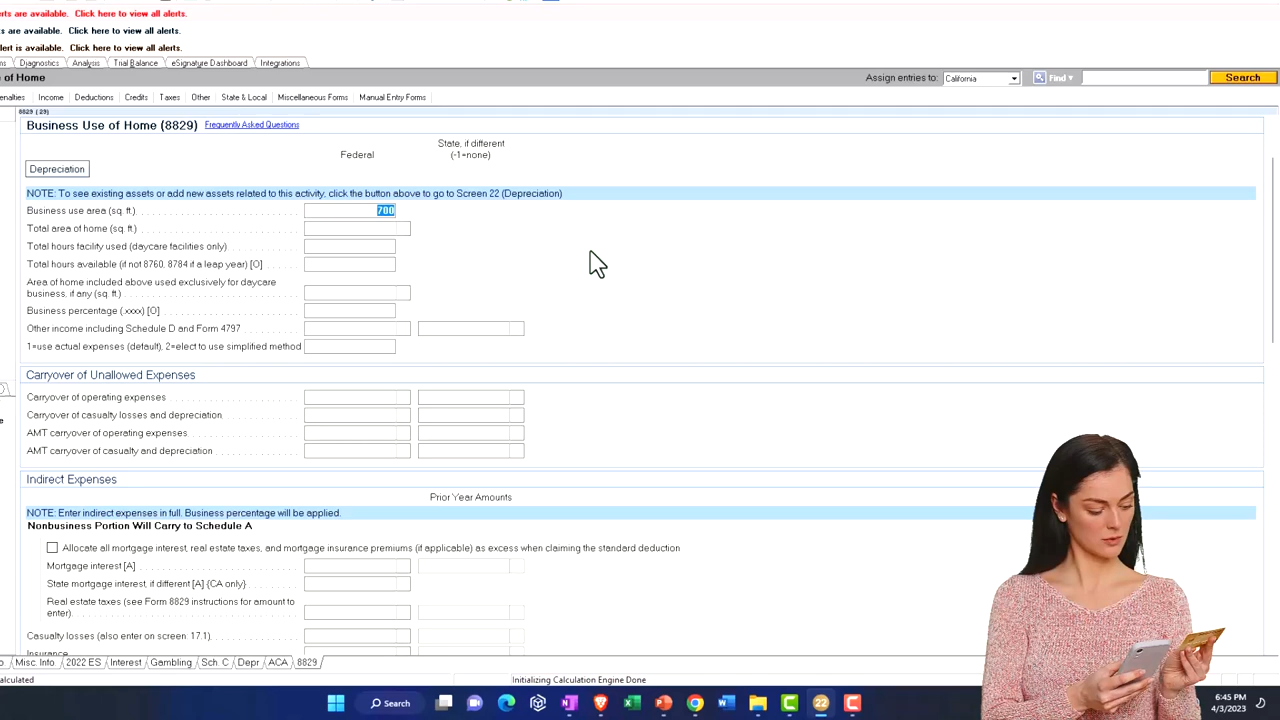 rts are available.  Click here to view all alerts.
s are available.  Click here to view all alerts.
lert is available.  Click here to view all alerts.
ns Diagnostics Analysis Trial Balance eSignature Dashboard Integrations
e of Home Assign entries to: California Find Search
enalties Income Deductions Credits Taxes Other State & Local Miscellaneous Forms Manual Entry Forms
8829 (29)
Business Use of Home (8829) Frequently Asked Questions
State, if different
Federal (-1=none)
Depreciation
NOTE: To see existing assets or add new assets related to this activity, click the button above to go to Screen 22 (Depreciation)
Business use area (sq. ft.) 700
Total area of home (sq. ft.)
Total hours facility used (daycare facilities only)
Total hours available (if not 8760, 8784 if a leap year) [O]
Area of home included above used exclusively for daycare
business, if any (sq. ft.)
Business percentage (.xxxx) [O]
Other income including Schedule D and Form 4797
1=use actual expenses (default), 2=elect to use simplified method
Carryover of Unallowed Expenses
Carryover of operating expenses
Carryover of casualty losses and depreciation
AMT carryover of operating expenses
AMT carryover of casualty and depreciation
Indirect Expenses
Prior Year Amounts
NOTE: Enter indirect expenses in full. Business percentage will be applied.
Nonbusiness Portion Will Carry to Schedule A
Allocate all mortgage interest, real estate taxes, and mortgage insurance premiums (if applicable) as excess when claiming the standard deduction
Mortgage interest [A]
State mortgage interest, if different [A] {CA only}
Real estate taxes (see Form 8829 instructions for amount to
enter)
Casualty losses (also enter on screen 17.1)
Insurance
o Misc. Info 2022 ES Interest Gambling Sch. C Depr ACA 8829
alculated Initializing Calculation Engine Done
Search 22 6:45 PM
4/3/2023